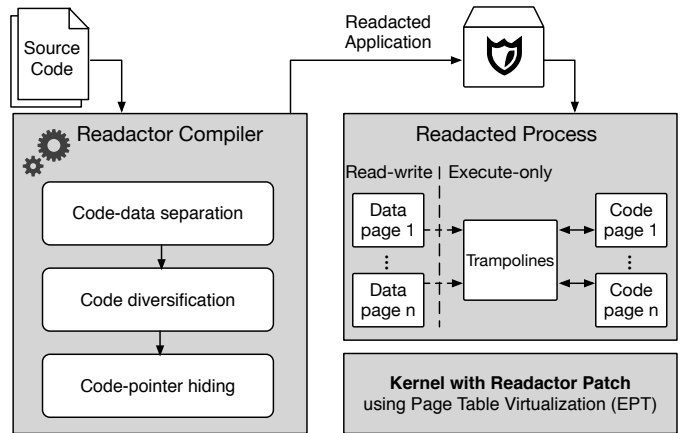 Source
Code
Readacted
Application
Readactor Compiler
Code-data separation
Code diversification
Code-pointer hiding
Readacted Process
Read-write
Execute-only
Data
page 1
Data
page n
Trampolines
Code
page 1
Code
page n
Kernel with Readactor Patch
using Page Table Virtualization (EPT)